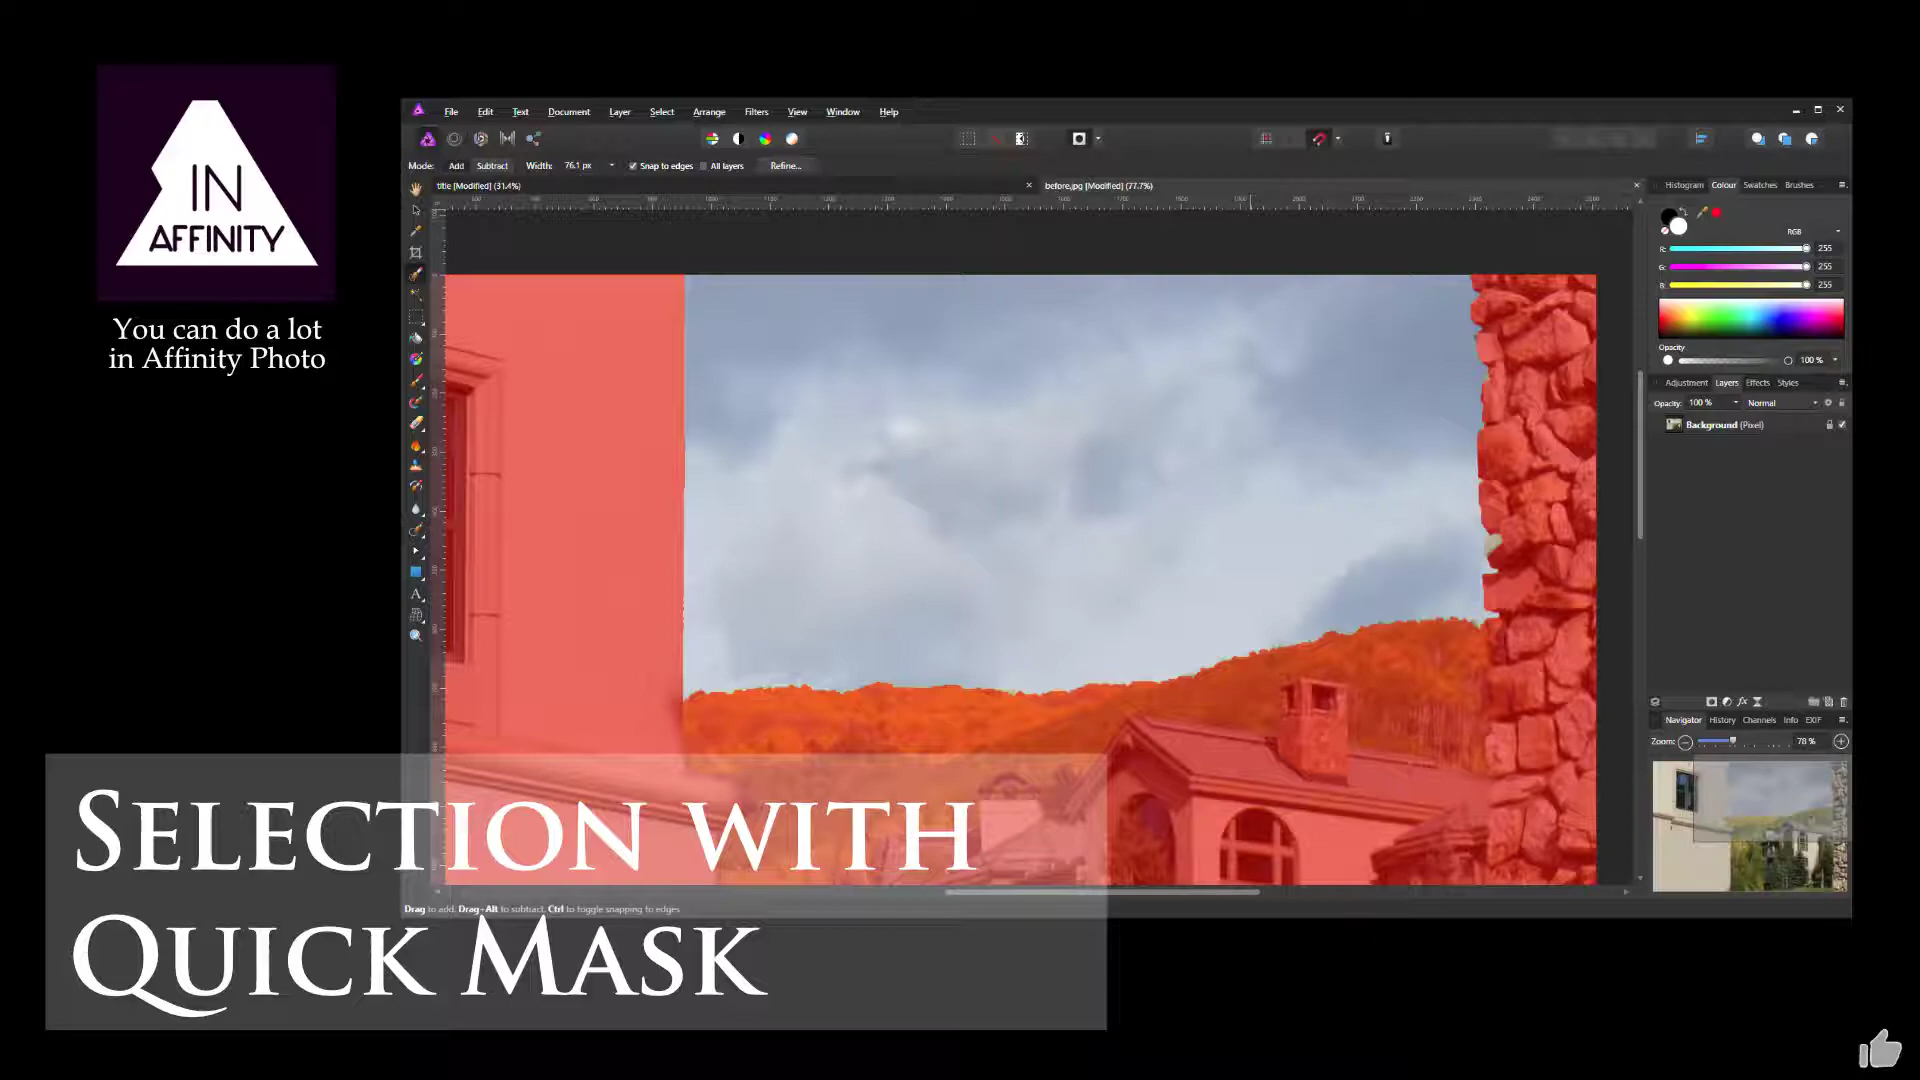 IN
AFFINITY
You can do a lot
in Affinity Photo
File Edit Text Document Layer Select Arrange Filters View Window Help
Mode: Add Subtract Width: 76.1 px Snap to edges All layers Refine...
title [Modified] (31.4%)
before.jpg [Modified] (77.7%)
Histogram Colour Swatches Brushes
RGB
R: 255
G: 255
B: 255
Opacity
100 %
Adjustment Layers Effects Styles
Opacity: 100 % Normal
Background (Pixel)
Navigator History Channels Info EXIF
Zoom: 78 %
Drag to add. Drag+Alt to subtract. Ctrl to toggle snapping to edges
SELECTION WITH
QUICK MASK